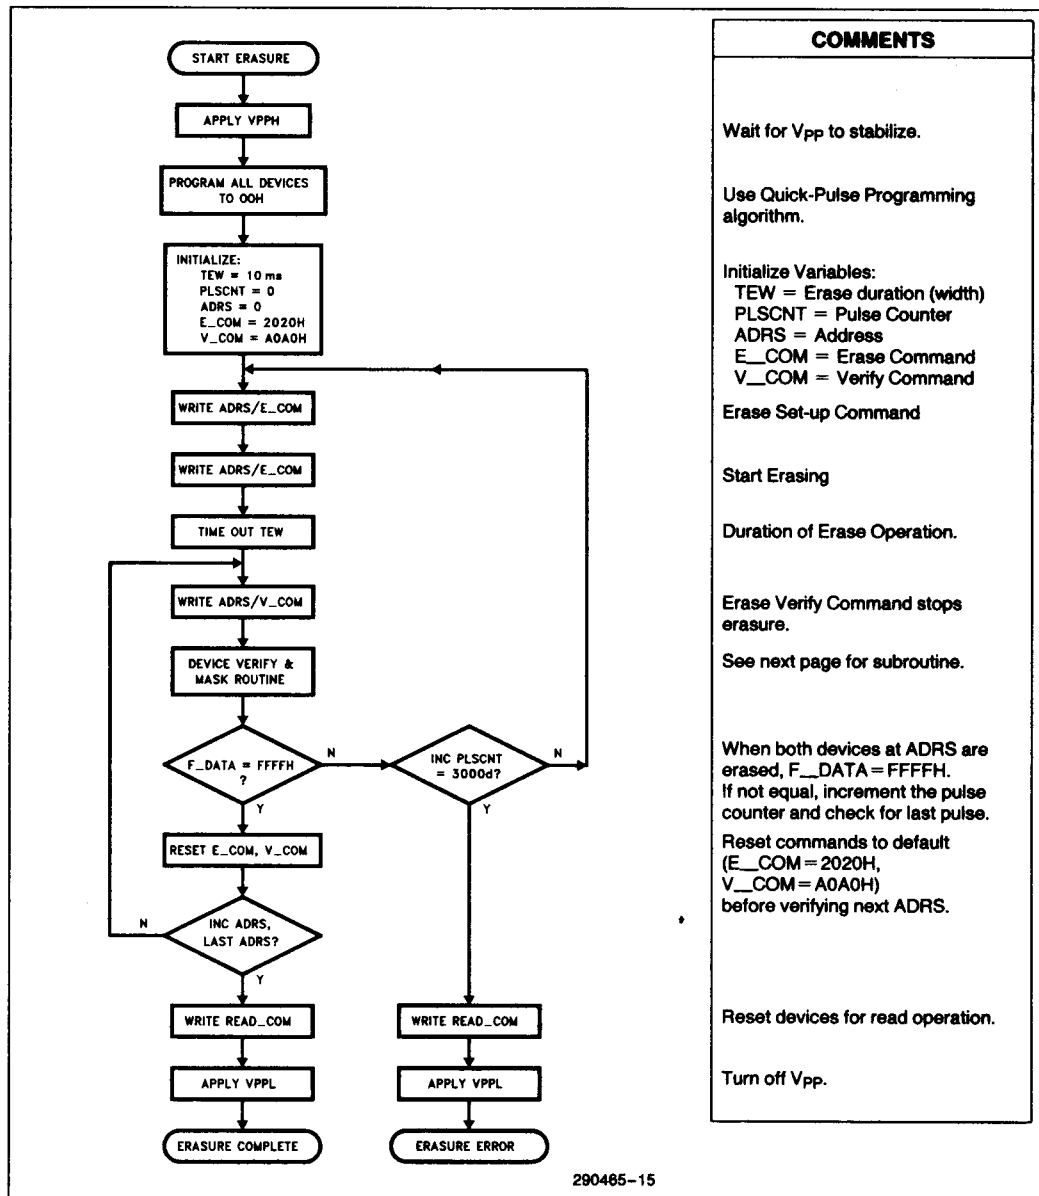 START ERASURE
APPLY VPPH
PROGRAM ALL DEVICES
TO 00H
INITIALIZE:
TEW = 10 ms
PLSCNT = 0
ADRS = 0
E_COM = 2020H
V_COM = A0A0H
WRITE ADRS/E_COM
WRITE ADRS/E_COM
TIME OUT TEW
WRITE ADRS/V_COM
DEVICE VERIFY &
MASK ROUTINE
F_DATA = FFFFH
?
N
Y
INC PLSCNT
= 3000d?
N
Y
RESET E_COM, V_COM
INC ADRS,
LAST ADRS?
N
Y
WRITE READ_COM
APPLY VPPL
ERASURE COMPLETE
WRITE READ_COM
APPLY VPPL
ERASURE ERROR
COMMENTS
Wait for VPP to stabilize.
Use Quick-Pulse Programming
algorithm.
Initialize Variables:
TEW = Erase duration (width)
PLSCNT = Pulse Counter
ADRS = Address
E__COM = Erase Command
V__COM = Verify Command
Erase Set-up Command
Start Erasing
Duration of Erase Operation.
Erase Verify Command stops
erasure.
See next page for subroutine.
When both devices at ADRS are
erased, F__DATA = FFFFH.
If not equal, increment the pulse
counter and check for last pulse.
Reset commands to default
(E__COM = 2020H,
V__COM = A0A0H)
before verifying next ADRS.
Reset devices for read operation.
Turn off VPP.
290465–15